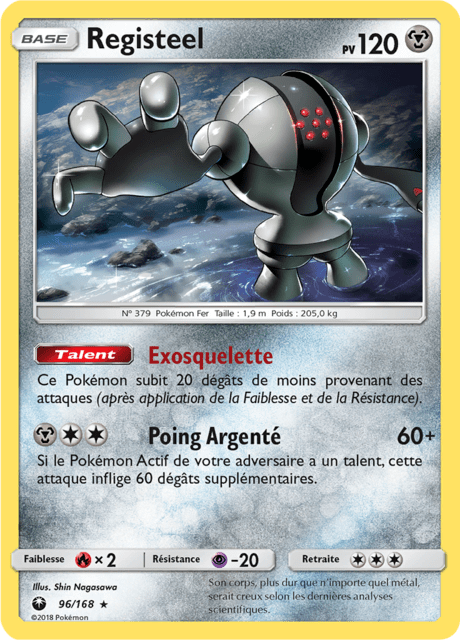 BASE Registeel PV 120
N° 379 Pokémon Fer Taille : 1,9 m Poids : 205,0 kg
Talent Exosquelette
Ce Pokémon subit 20 dégâts de moins provenant des
attaques (après application de la Faiblesse et de la Résistance).
Poing Argenté 60+
Si le Pokémon Actif de votre adversaire a un talent, cette
attaque inflige 60 dégâts supplémentaires.
Faiblesse × 2 Résistance -20 Retraite
Illus. Shin Nagasawa
96/168 ★
©2018 Pokémon
Son corps, plus dur que n'importe quel métal,
serait creux selon les dernières analyses
scientifiques.